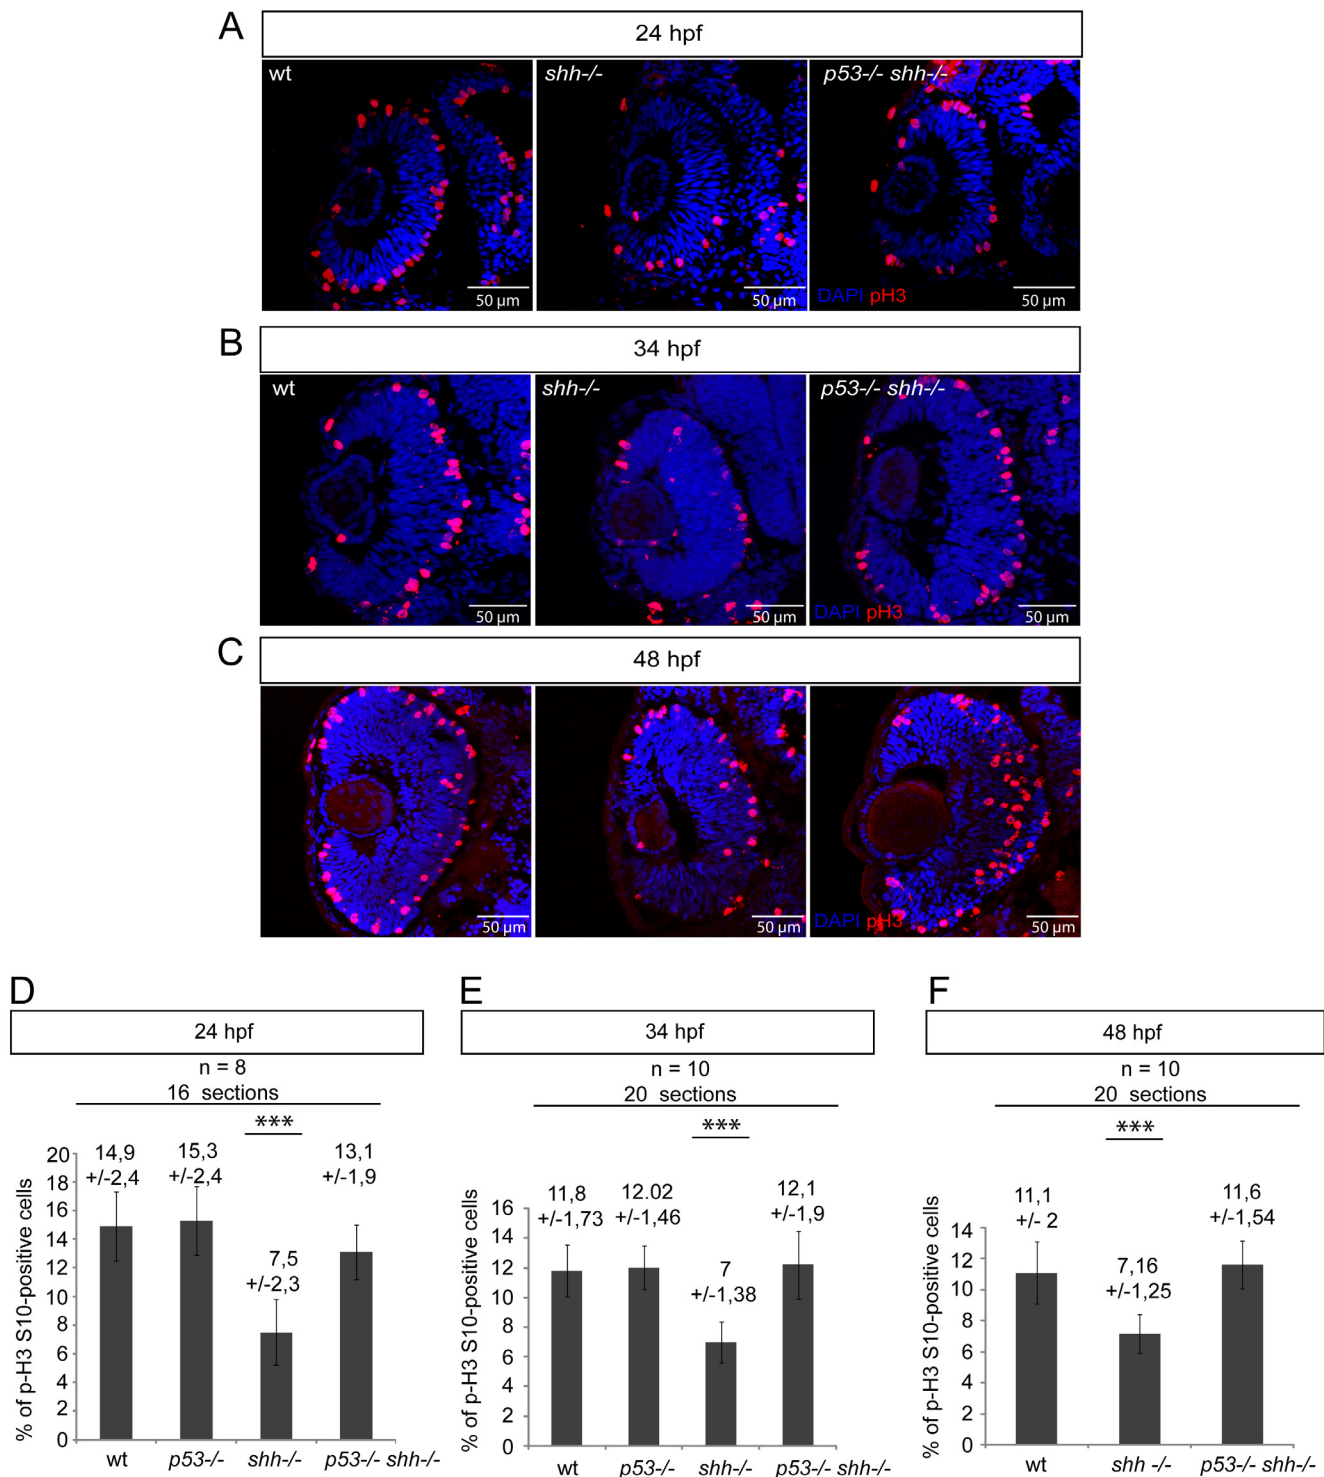 A
24 hpf
wt
shh-/-
p53-/- shh-/-
DAPI pH3
50 µm
50 µm
50 µm
B
34 hpf
wt
shh-/-
p53-/- shh-/-
DAPI pH3
50 µm
50 µm
50 µm
C
48 hpf
DAPI pH3
50 µm
50 µm
50 µm
D
24 hpf
n = 8
16 sections
***
% of p-H3 S10-positive cells
20
18
16
14
12
10
8
6
4
2
0
14,9
+/-2,4
15,3
+/-2,4
7,5
+/-2,3
13,1
+/-1,9
wt
p53-/-
shh-/-
p53-/- shh-/-
E
34 hpf
n = 10
20 sections
***
% of p-H3 S10-positive cells
16
14
12
10
8
6
4
2
0
11,8
+/-1,73
12.02
+/-1,46
7
+/-1,38
12,1
+/-1,9
wt
p53-/-
shh-/-
p53-/- shh-/-
F
48 hpf
n = 10
20 sections
***
% of p-H3 S10-positive cells
14
12
10
8
6
4
2
0
11,1
+/- 2
7,16
+/-1,25
11,6
+/-1,54
wt
shh -/-
p53-/- shh-/-